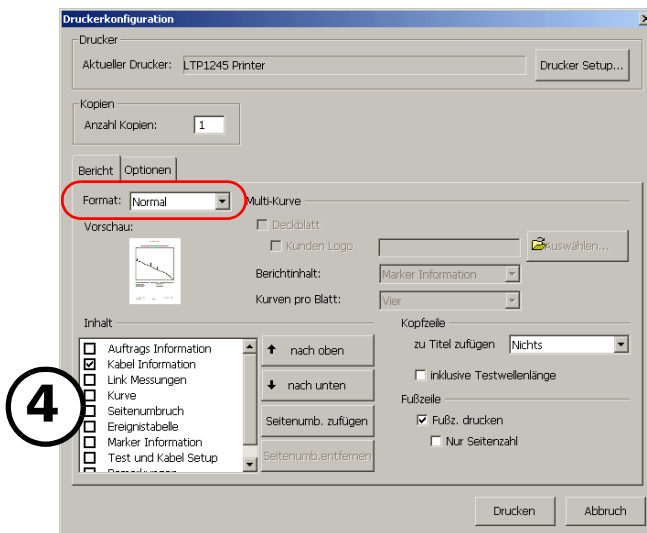 Druckerkonfiguration
Drucker
Aktueller Drucker: LTP1245 Printer
Drucker Setup...
Kopien
Anzahl Kopien: 1
Bericht Optionen
Format: Normal
Multi-Kurve
Vorschau:
Deckblatt
Kunden Logo
Auswählen...
Berichtinhalt: Marker Information
Kurven pro Blatt: Vier
Inhalt
Auftrags Information
Kabel Information
Link Messungen
Kurve
Seitenumbruch
Ereignistabelle
Marker Information
Test und Kabel Setup
4
nach oben
nach unten
Seitenumb. zufügen
Seitenumb.entfernen
Kopfzeile
zu Titel zufügen Nichts
inklusive Testwellenlänge
Fußzeile
Fußz. drucken
Nur Seitenzahl
Drucken Abbruch